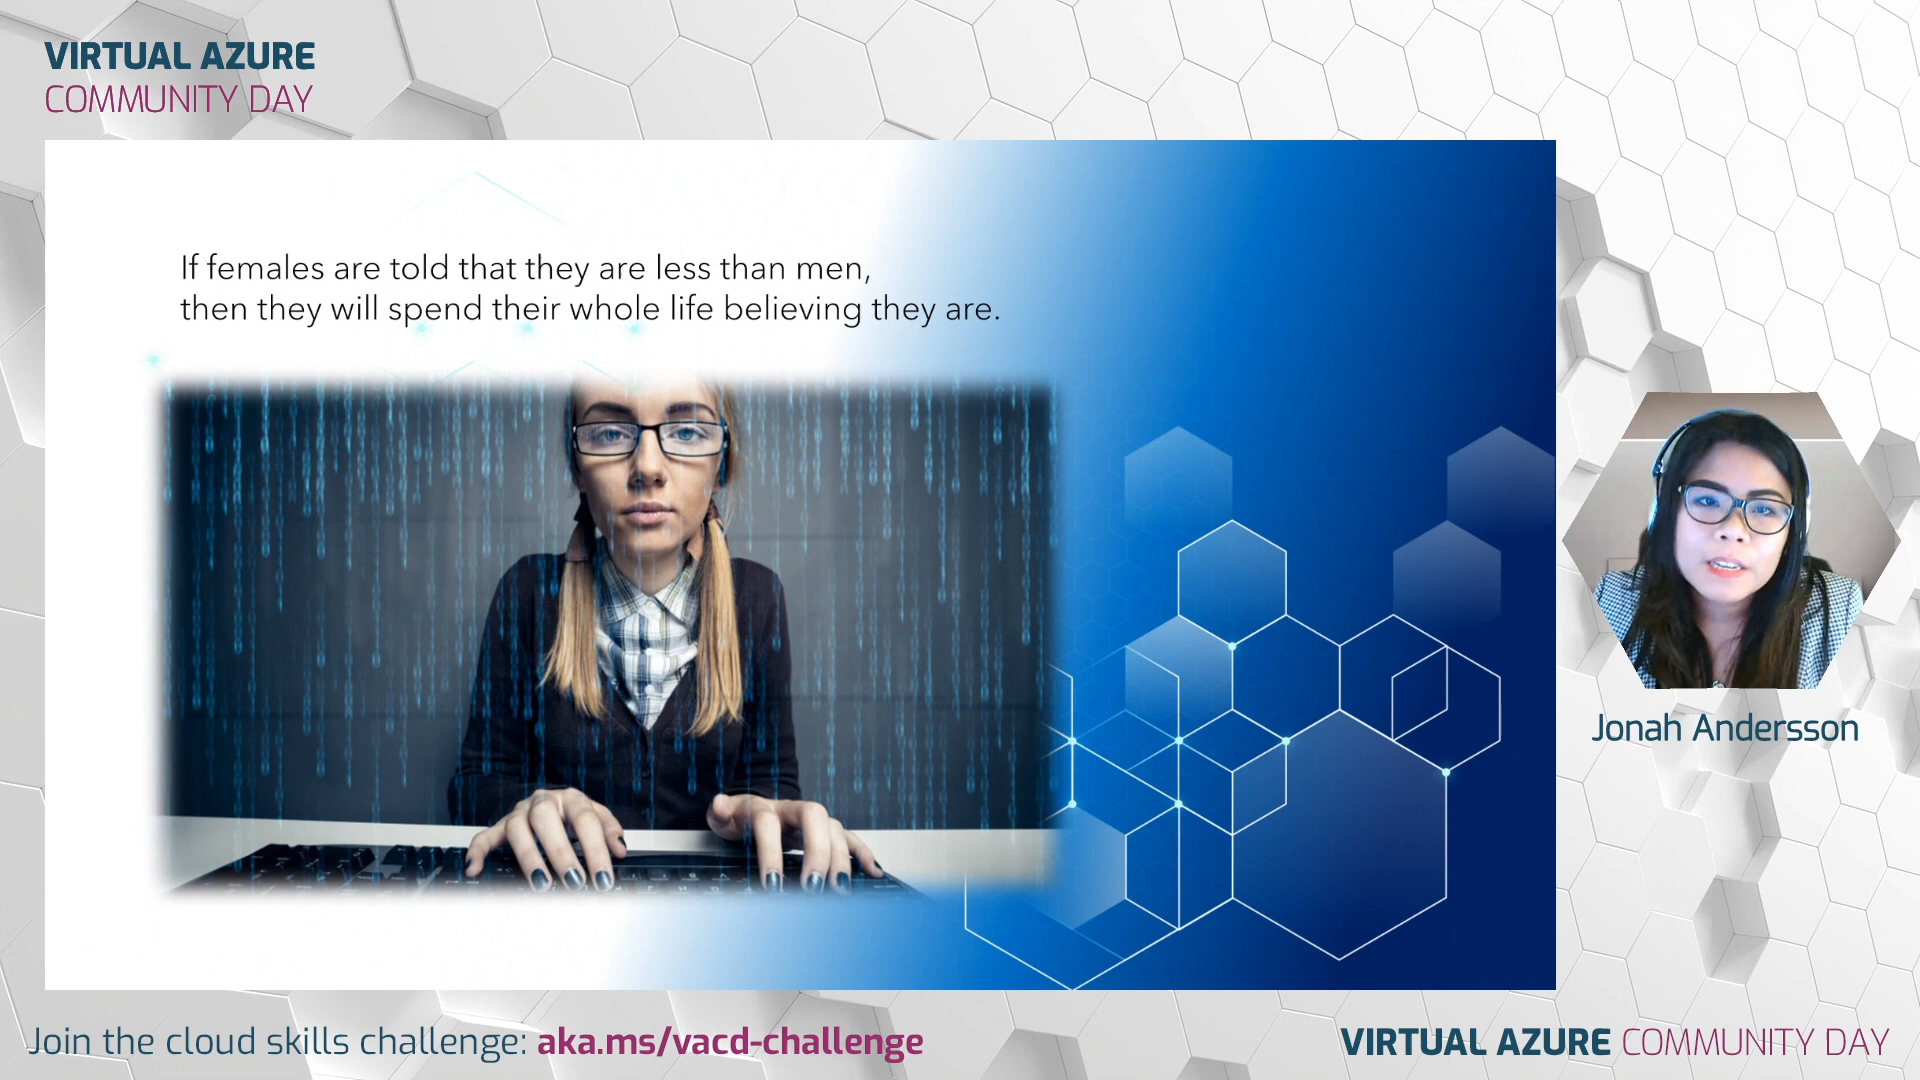 VIRTUAL AZURE
COMMUNITY DAY
If females are told that they are less than men,
then they will spend their whole life believing they are.
Jonah Andersson
Join the cloud skills challenge: aka.ms/vacd-challenge
VIRTUAL AZURE COMMUNITY DAY